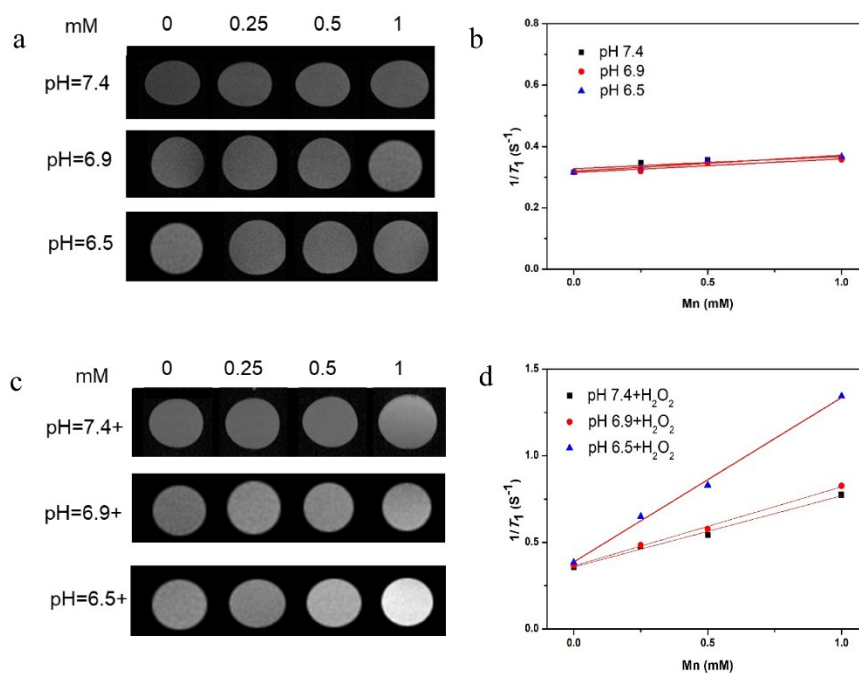 a
mM 0 0.25 0.5 1
pH=7.4
pH=6.9
pH=6.5
b
0.8
0.6
0.4
0.2
0.0
1/T₁ (S⁻¹)
pH 7.4
pH 6.9
pH 6.5
0.0 0.5 1.0
Mn (mM)
c
mM 0 0.25 0.5 1
pH=7.4+
pH=6.9+
pH=6.5+
d
1.5
1.0
0.5
0.0
1/T₁ (S⁻¹)
pH 7.4+H₂O₂
pH 6.9+H₂O₂
pH 6.5+H₂O₂
0.0 0.5 1.0
Mn (mM)